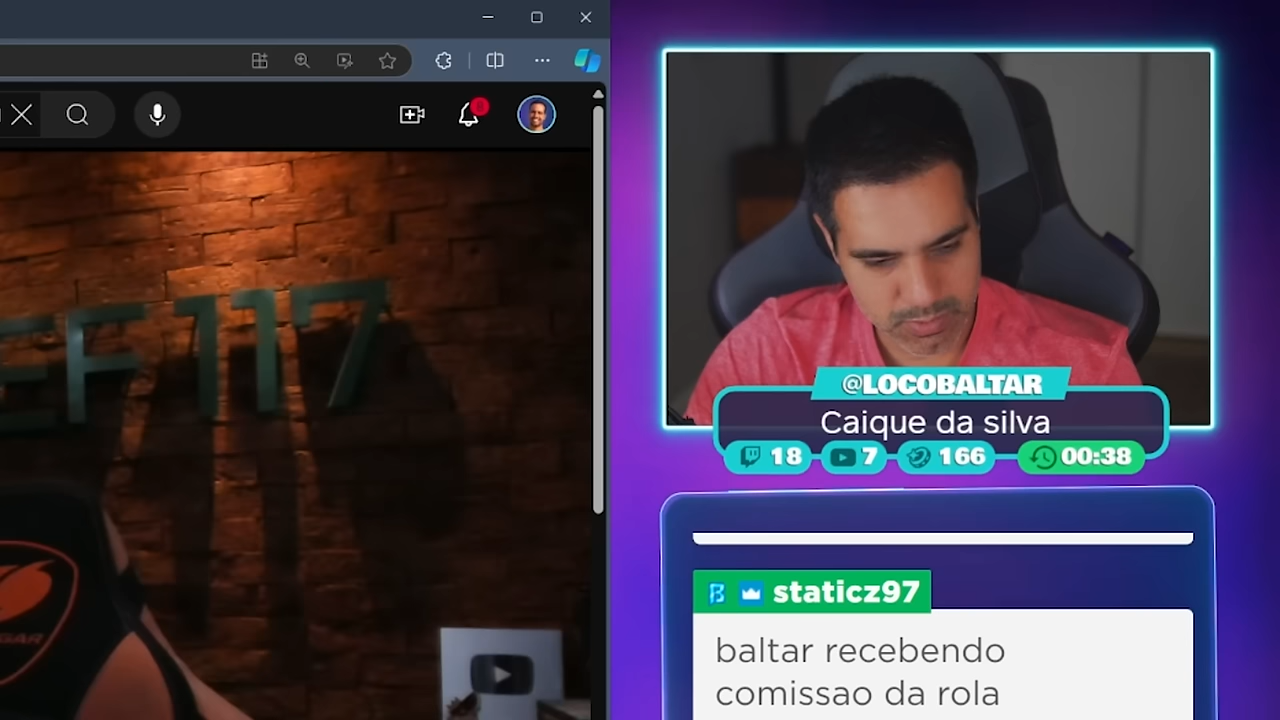 EF117
@LOCOBALTAR
Caique da silva
18 7 166 00:38
staticz97
baltar recebendo
comissao da rola